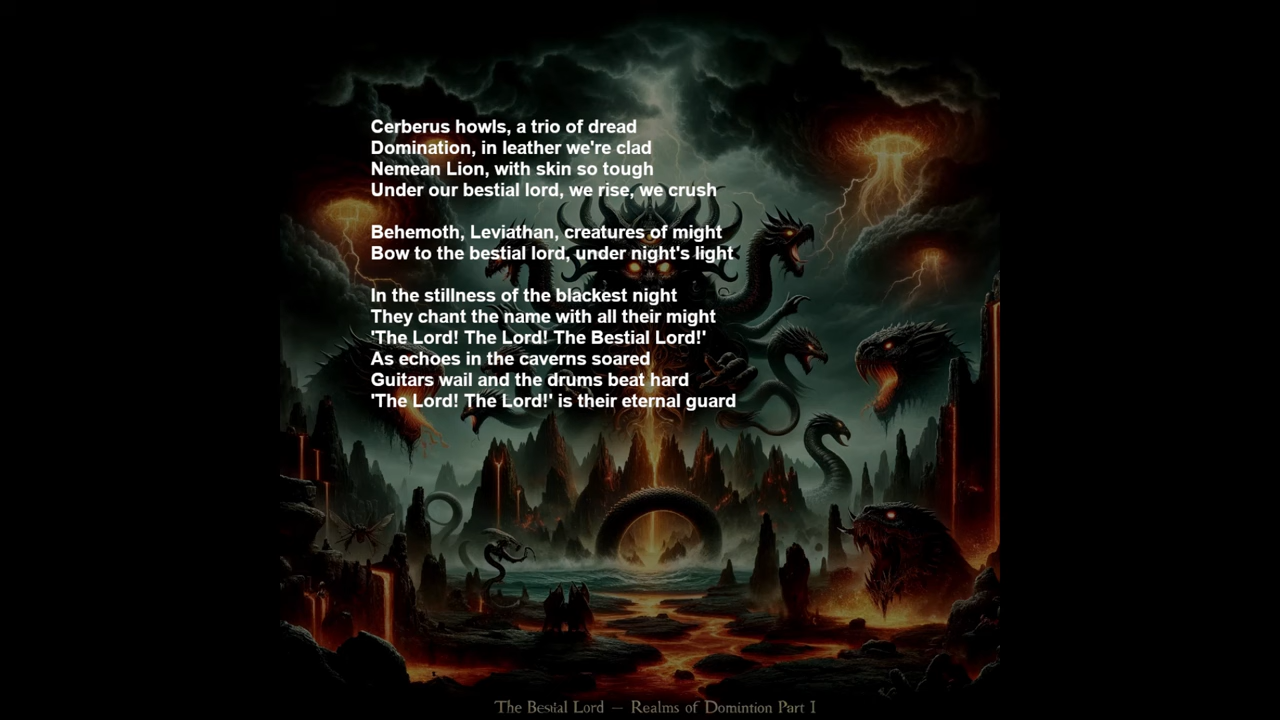 Cerberus howls, a trio of dread
Domination, in leather we're clad
Nemean Lion, with skin so tough
Under our bestial lord, we rise, we crush
Behemoth, Leviathan, creatures of might
Bow to the bestial lord, under night's light
In the stillness of the blackest night
They chant the name with all their might
'The Lord! The Lord! The Bestial Lord!'
As echoes in the caverns soared
Guitars wail and the drums beat hard
'The Lord! The Lord!' is their eternal guard
The Bestial Lord — Realms of Domintion Part I